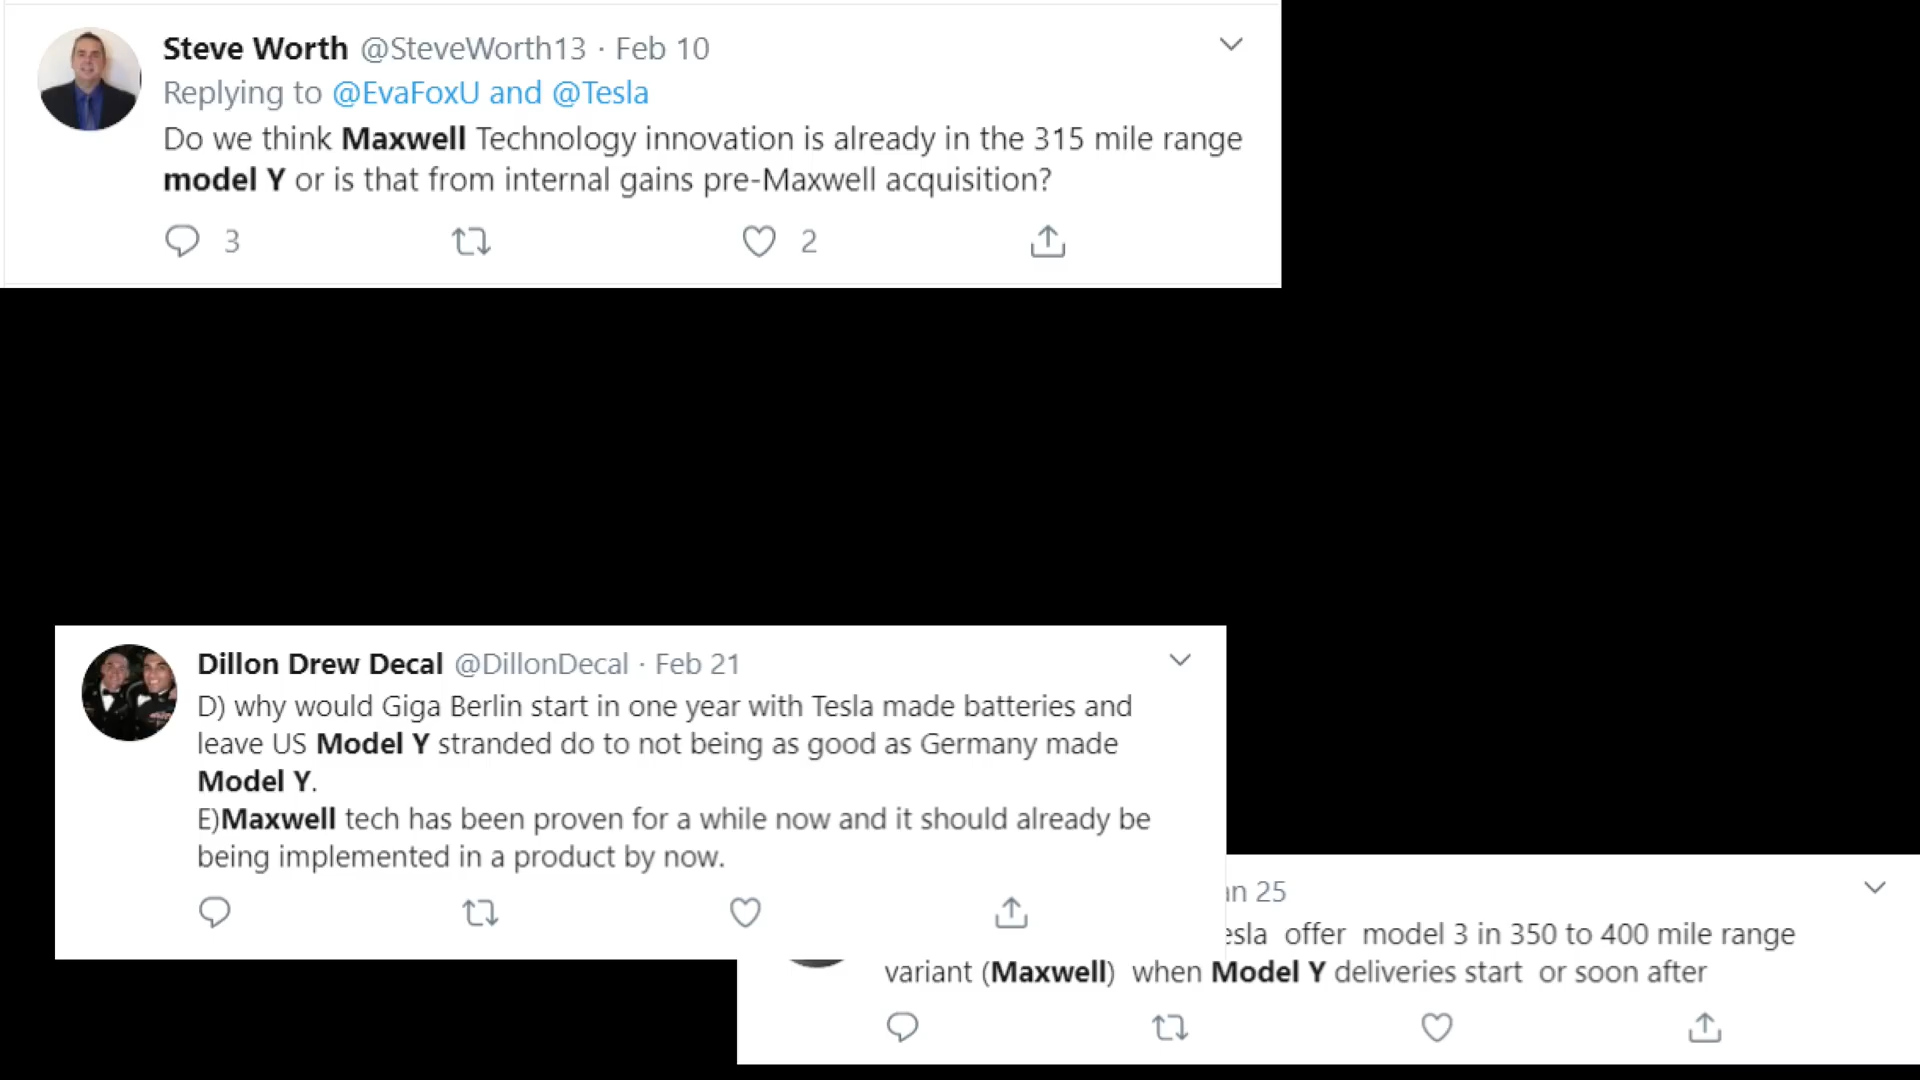 Steve Worth @SteveWorth13 · Feb 10
Replying to @EvaFoxU and @Tesla
Do we think Maxwell Technology innovation is already in the 315 mile range
model Y or is that from internal gains pre-Maxwell acquisition?
3 2
Dillon Drew Decal @DillonDecal · Feb 21
D) why would Giga Berlin start in one year with Tesla made batteries and
leave US Model Y stranded do to not being as good as Germany made
Model Y.
E)Maxwell tech has been proven for a while now and it should already be
being implemented in a product by now.
25
offer model 3 in 350 to 400 mile range
variant (Maxwell) when Model Y deliveries start or soon after